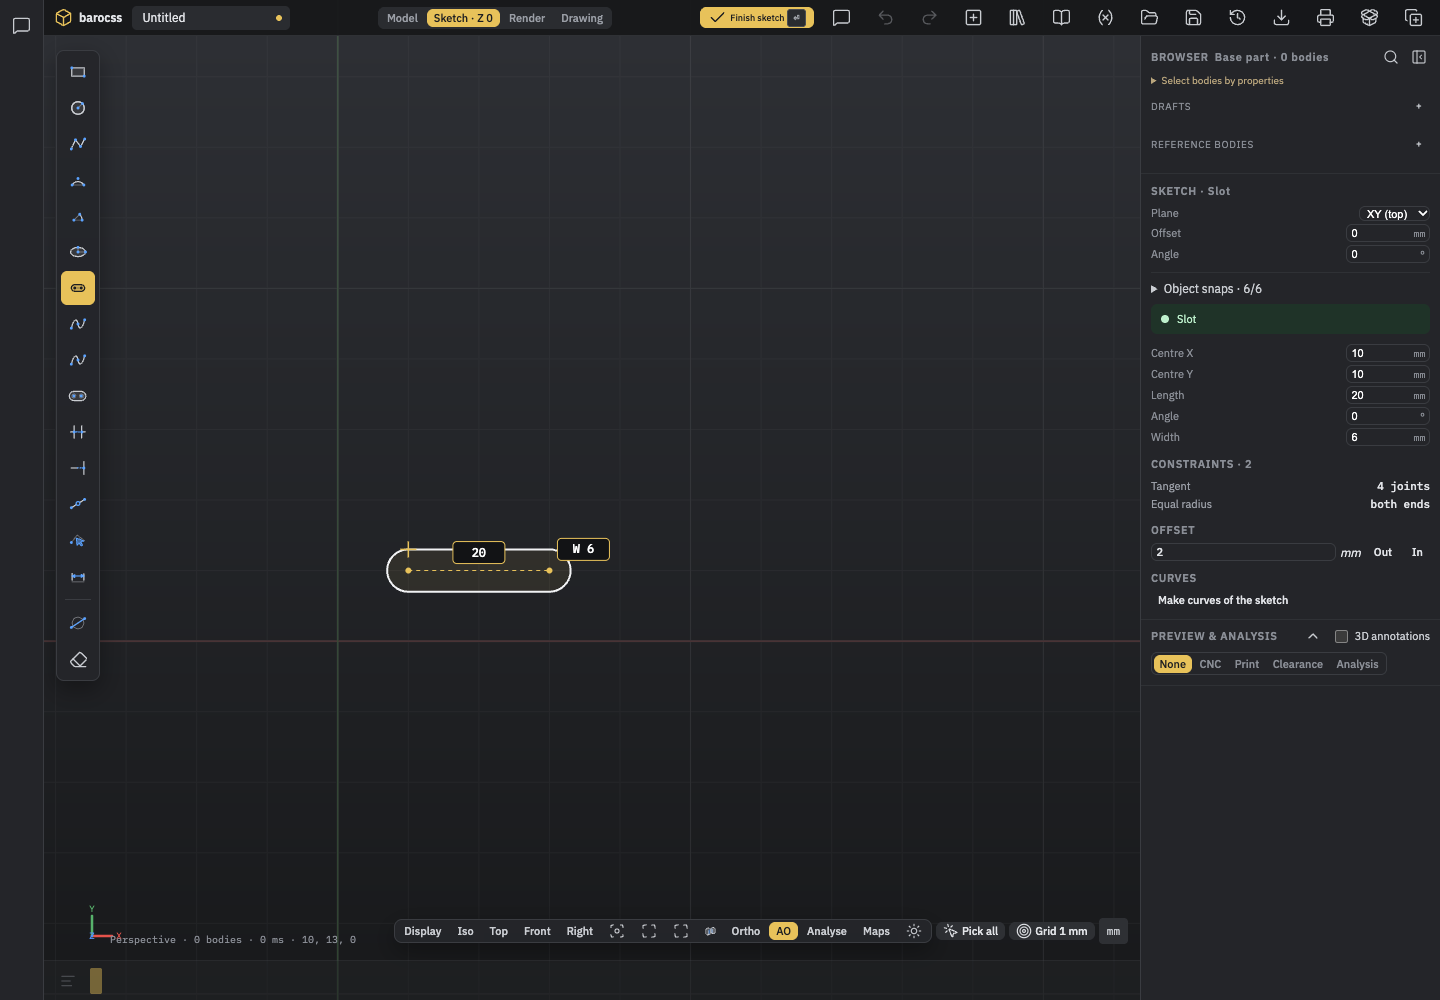 barocss
Untitled
Model
Sketch · Z 0
Render
Drawing
Finish sketch
BROWSER Base part · 0 bodies
Select bodies by properties
DRAFTS
+
REFERENCE BODIES
+
SKETCH · Slot
Plane
XY (top)
Offset
0 mm
Angle
0 °
Object snaps · 6/6
Slot
Centre X
10 mm
Centre Y
10 mm
Length
20 mm
Angle
0 °
Width
6 mm
CONSTRAINTS · 2
Tangent
4 joints
Equal radius
both ends
OFFSET
2 mm Out In
CURVES
Make curves of the sketch
PREVIEW & ANALYSIS
3D annotations
None CNC Print Clearance Analysis
20
W 6
Y
X
Z
Perspective · 0 bodies · 0 ms · 10, 13, 0
Display Iso Top Front Right
Ortho AO Analyse Maps
Pick all
Grid 1 mm
mm